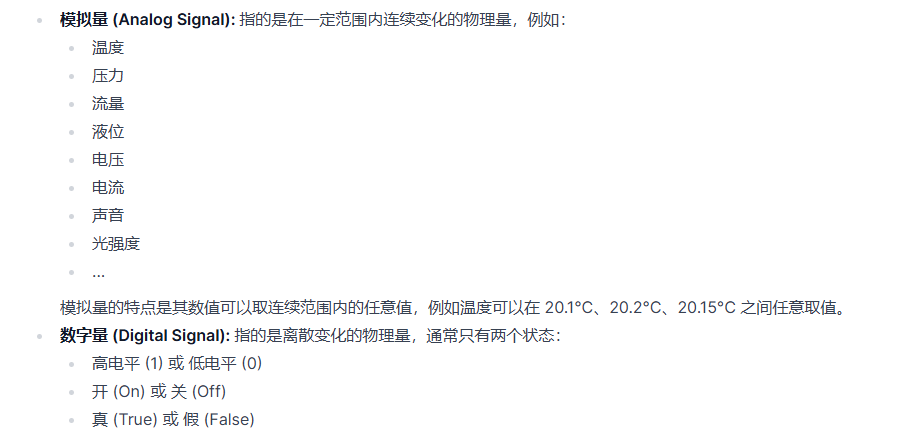 模拟量 (Analog Signal): 指的是在一定范围内连续变化的物理量，例如：
温度
压力
流量
液位
电压
电流
声音
光强度
...
模拟量的特点是其数值可以取连续范围内的任意值，例如温度可以在 20.1°C、20.2°C、20.15°C 之间任意取值。
数字量 (Digital Signal): 指的是离散变化的物理量，通常只有两个状态：
高电平 (1) 或 低电平 (0)
开 (On) 或 关 (Off)
真 (True) 或 假 (False)